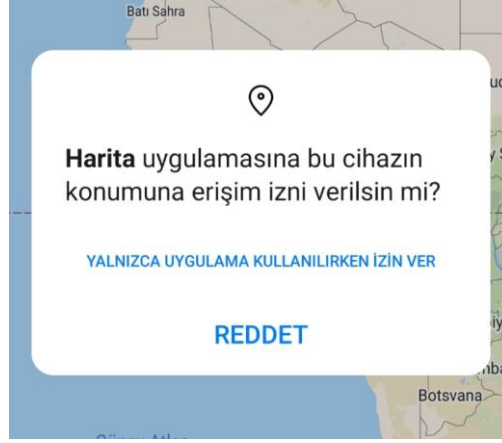 Batı Sahra
Harita uygulamasına bu cihazın
konumuna erişim izni verilsin mi?
YALNIZCA UYGULAMA KULLANILIRKEN İZİN VER
REDDET
Botsvana